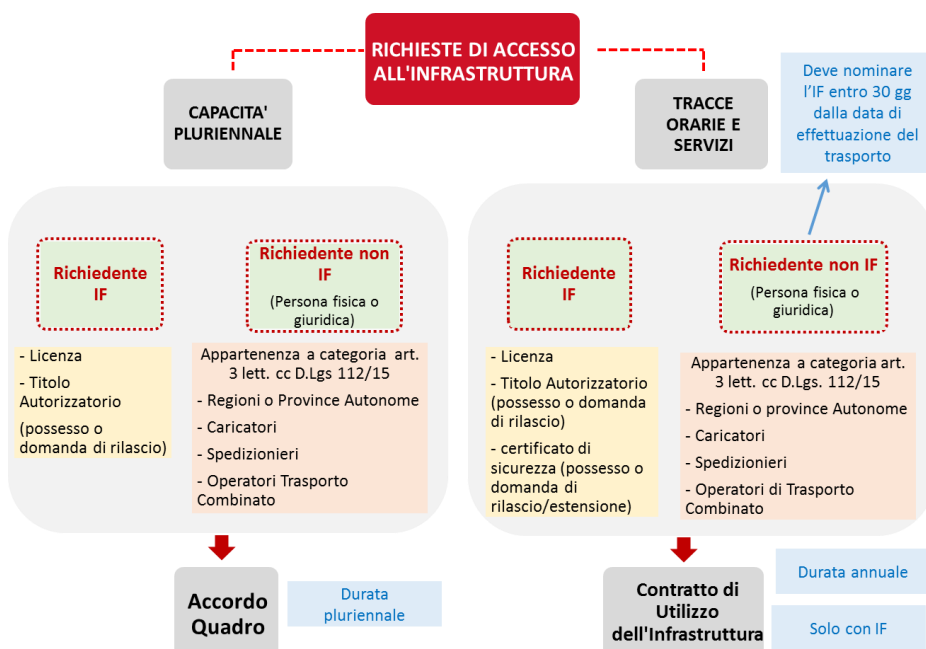 RICHIESTE DI ACCESSO
ALL'INFRASTRUTTURA
CAPACITA'
PLURIENNALE
TRACCE
ORARIE E
SERVIZI
Deve nominare
l'IF entro 30 gg
dalla data di
effettuazione del
trasporto
Richiedente
IF
Richiedente non
IF
(Persona fisica o
giuridica)
- Licenza
- Titolo
Autorizzatorio
(possesso o
domanda di rilascio)
Appartenenza a categoria art.
3 lett. cc D.Lgs 112/15
- Regioni o Province Autonome
- Caricatori
- Spedizionieri
- Operatori Trasporto
Combinato
Richiedente
IF
Richiedente non IF
(Persona fisica o
giuridica)
- Licenza
- Titolo Autorizzatorio
(possesso o domanda
di rilascio)
- certificato di
sicurezza (possesso o
domanda di
rilascio/estensione)
Appartenenza a categoria art.
3 lett. cc D.Lgs. 112/15
- Regioni o province Autonome
- Caricatori
- Spedizionieri
- Operatori di Trasporto
Combinato
Accordo
Quadro
Durata
pluriennale
Contratto di
Utilizzo
dell'Infrastruttura
Durata annuale
Solo con IF